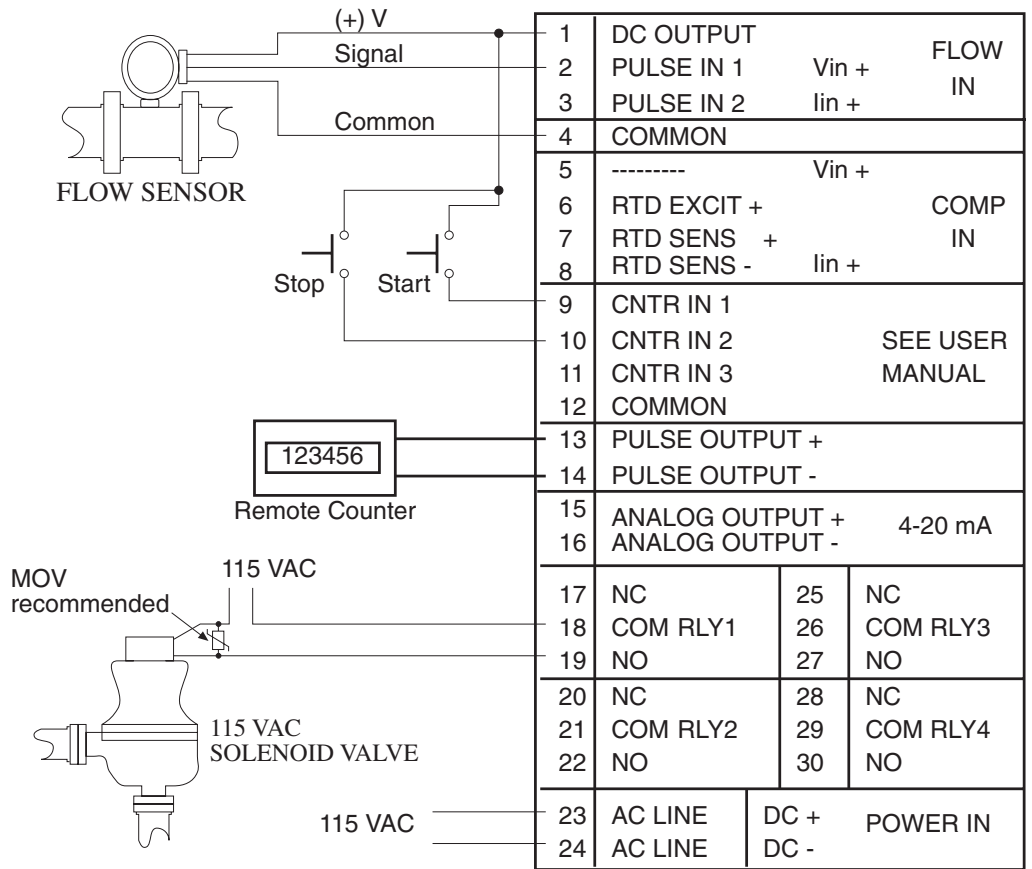 (+) V
Signal
Common
FLOW SENSOR
Stop
Start
123456
Remote Counter
115 VAC
MOV
recommended
115 VAC
SOLENOID VALVE
115 VAC
1 DC OUTPUT
FLOW
2 PULSE IN 1 Vin +
IN
3 PULSE IN 2 Iin +
4 COMMON
5 --------- Vin +
6 RTD EXCIT + COMP
7 RTD SENS + IN
8 RTD SENS - Iin +
9 CNTR IN 1
10 CNTR IN 2 SEE USER
11 CNTR IN 3 MANUAL
12 COMMON
13 PULSE OUTPUT +
14 PULSE OUTPUT -
15 ANALOG OUTPUT + 4-20 mA
16 ANALOG OUTPUT -
17 NC 25 NC
18 COM RLY1 26 COM RLY3
19 NO 27 NO
20 NC 28 NC
21 COM RLY2 29 COM RLY4
22 NO 30 NO
23 AC LINE DC + POWER IN
24 AC LINE DC -